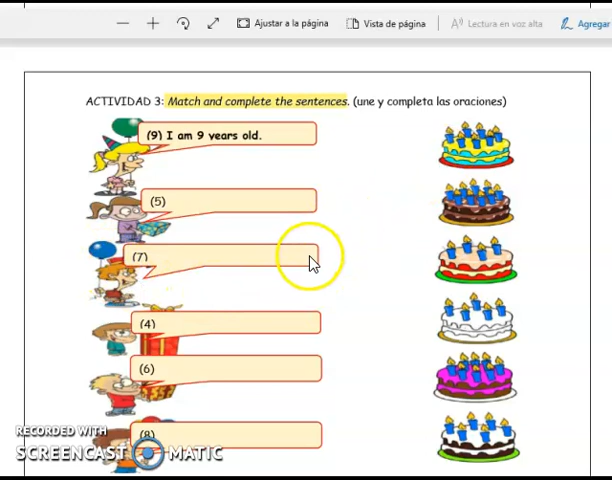 Ajustar a la página
Vista de página
Lectura en voz alta
Agregar
ACTIVIDAD 3: Match and complete the sentences. (une y completa las oraciones)
(9) I am 9 years old.
(5)
(7)
(4)
(6)
(8)
RECORDED WITH
SCREENCAST MATIC